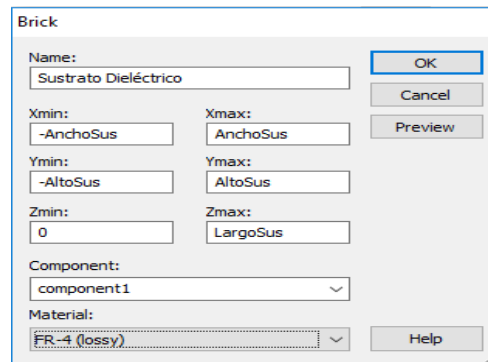 Brick
Name:
Sustrato Dieléctrico
OK
Cancel
Preview
Xmin:
Xmax:
-AnchoSus
AnchoSus
Ymin:
Ymax:
-AltoSus
AltoSus
Zmin:
Zmax:
0
LargoSus
Component:
component1
Material:
FR-4 (lossy)
Help